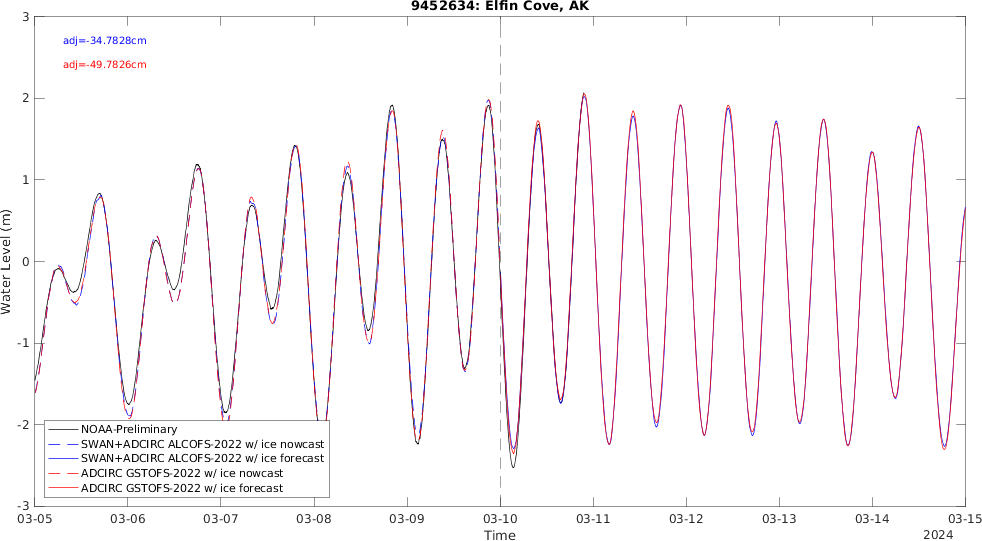 9452634: Elfin Cove, AK
adj=-34.7828cm
adj=-49.7826cm
3
2
1
0
-1
-2
-3
Water Level (m)
NOAA-Preliminary
SWAN+ADCIRC ALCOFS-2022 w/ ice nowcast
SWAN+ADCIRC ALCOFS-2022 w/ ice forecast
ADCIRC GSTOFS-2022 w/ ice nowcast
ADCIRC GSTOFS-2022 w/ ice forecast
03-05 03-06 03-07 03-08 03-09 03-10 03-11 03-12 03-13 03-14 03-15
Time
2024